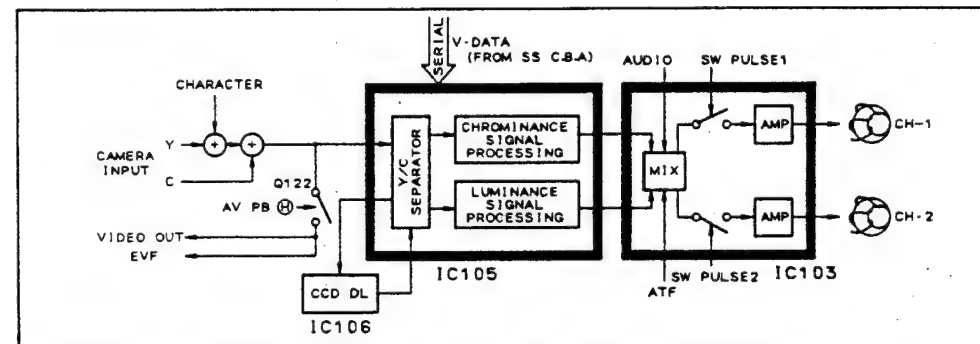 SERIAL
V-DATA
(FROM SS C.B.A)
CHARACTER
CAMERA
INPUT
Y
C
Q122
AV PB
H
VIDEO OUT
EVF
Y/C
SEPARATOR
CHROMINANCE
SIGNAL
PROCESSING
LUMINANCE
SIGNAL
PROCESSING
IC105
CCD DL
IC106
AUDIO
SW PULSE1
MIX
AMP
CH-1
AMP
CH-2
SW PULSE2
ATF
IC103